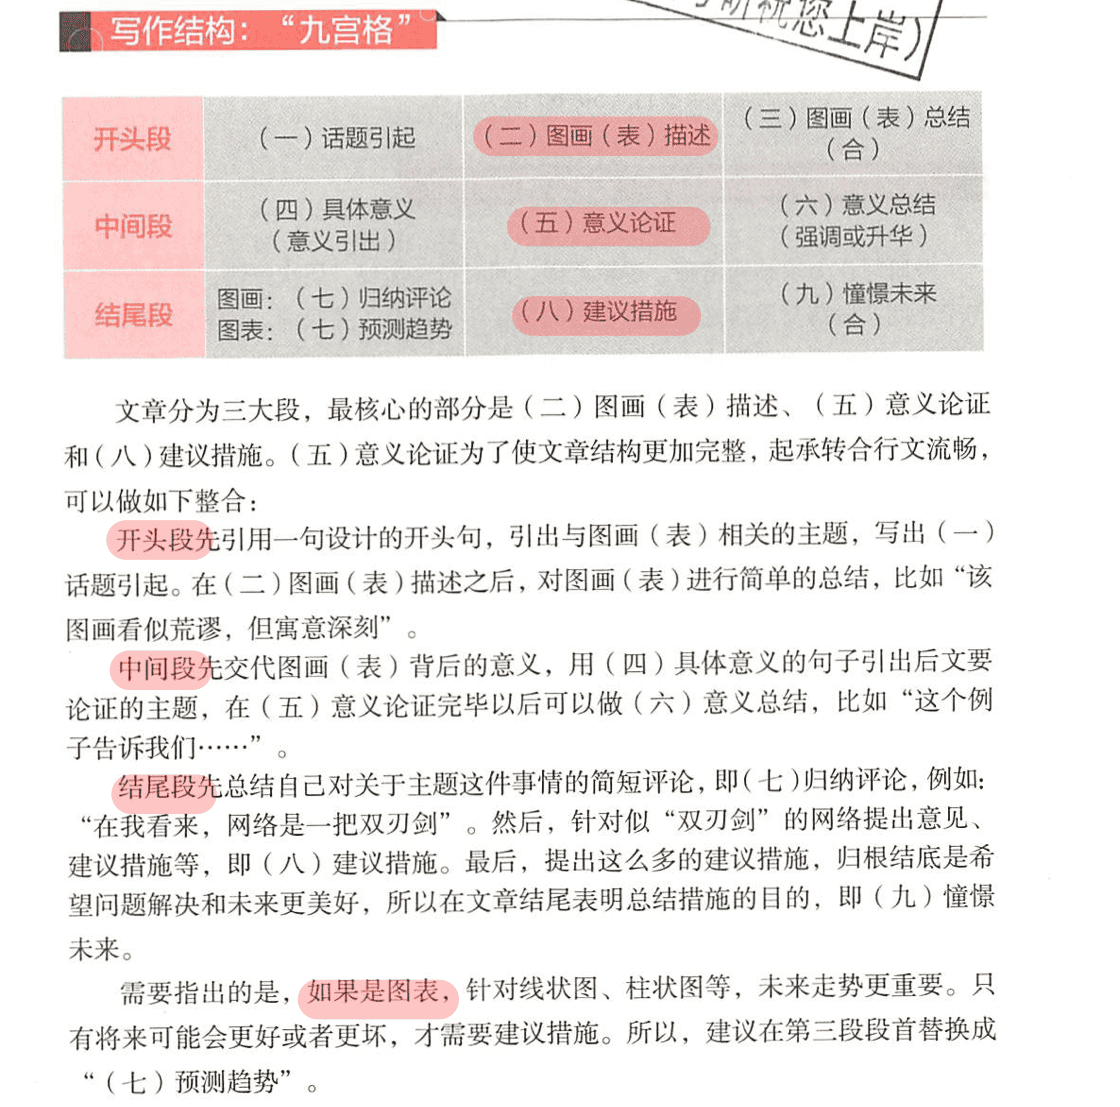 写作结构：“九宫格”
祝您上岸）
开头段
（一）话题引起
（二）图画（表）描述
（三）图画（表）总结
（合）
中间段
（四）具体意义
（意义引出）
（五）意义论证
（六）意义总结
（强调或升华）
结尾段
图画：（七）归纳评论
图表：（七）预测趋势
（八）建议措施
（九）憧憬未来
（合）
文章分为三大段，最核心的部分是（二）图画（表）描述、（五）意义论证
和（八）建议措施。（五）意义论证为了使文章结构更加完整，起承转合行文流畅，
可以做如下整合：
开头段先引用一句设计的开头句，引出与图画（表）相关的主题，写出（一）
话题引起。在（二）图画（表）描述之后，对图画（表）进行简单的总结，比如“该
图画看似荒谬，但寓意深刻”。
中间段先交代图画（表）背后的意义，用（四）具体意义的句子引出后文要
论证的主题，在（五）意义论证完毕以后可以做（六）意义总结，比如“这个例
子告诉我们……”。
结尾段先总结自己对关于主题这件事情的简短评论，即（七）归纳评论，例如：
“在我看来，网络是一把双刃剑”。然后，针对似“双刃剑”的网络提出意见、
建议措施等，即（八）建议措施。最后，提出这么多的建议措施，归根结底是希
望问题解决和未来更美好，所以在文章结尾表明总结措施的目的，即（九）憧憬
未来。
需要指出的是，如果是图表，针对线状图、柱状图等，未来走势更重要。只
有将来可能会更好或者更坏，才需要建议措施。所以，建议在第三段段首替换成
“（七）预测趋势”。